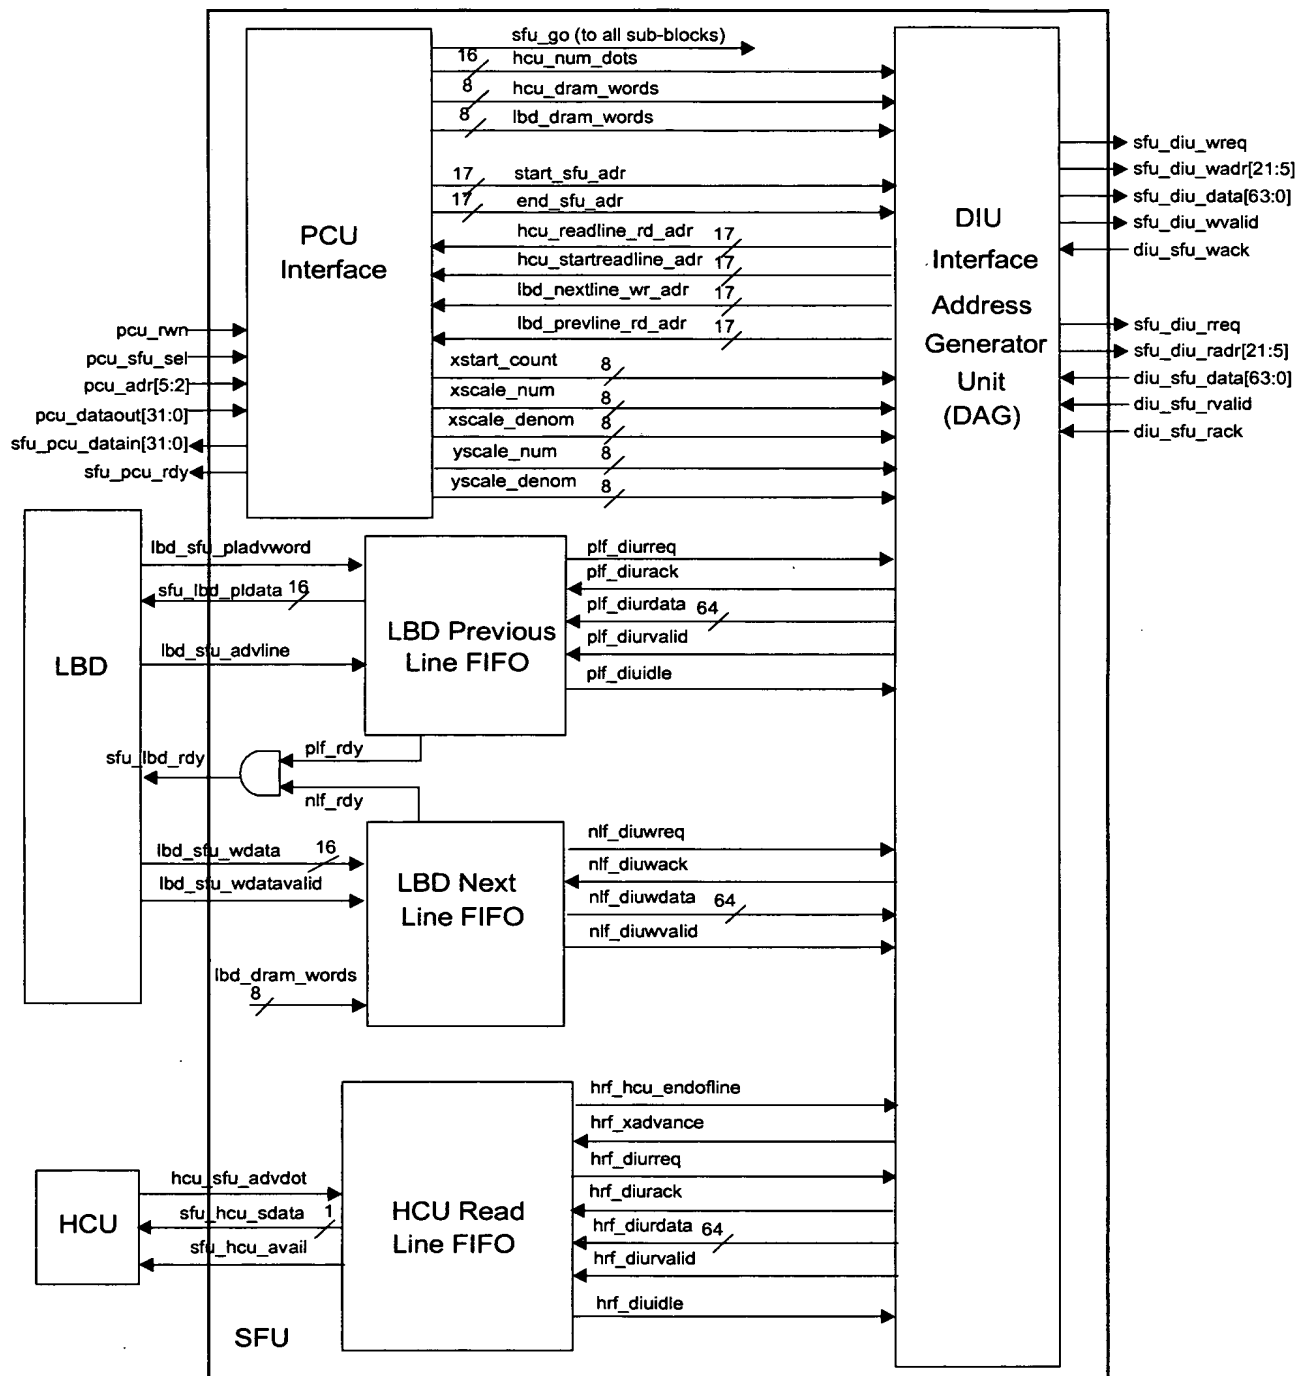 sfu_go (to all sub-blocks)
16
hcu_num_dots
8
hcu_dram_words
8
lbd_dram_words
17
start_sfu_adr
17
end_sfu_adr
hcu_readline_rd_adr
17
hcu_startreadline_adr
17
lbd_nextline_wr_adr
17
lbd_prevline_rd_adr
17
xstart_count
8
xscale_num
8
xscale_denom
8
yscale_num
8
yscale_denom
8
PCU
Interface
DIU
Interface
Address
Generator
Unit
(DAG)
sfu_diu_wreq
sfu_diu_wadr[21:5]
sfu_diu_data[63:0]
sfu_diu_wvalid
diu_sfu_wack
sfu_diu_rreq
sfu_diu_radr[21:5]
diu_sfu_data[63:0]
diu_sfu_rvalid
diu_sfu_rack
pcu_rwn
pcu_sfu_sel
pcu_adr[5:2]
pcu_dataout[31:0]
sfu_pcu_datain[31:0]
sfu_pcu_rdy
LBD
lbd_sfu_pladvword
sfu_lbd_pldata
16
lbd_sfu_advline
LBD Previous
Line FIFO
plf_diurreq
plf_diurack
plf_diurdata
64
plf_diurvalid
plf_diuidle
sfu_lbd_rdy
plf_rdy
nlf_rdy
lbd_sfu_wdata
16
lbd_sfu_wdatavalid
lbd_dram_words
8
LBD Next
Line FIFO
nlf_diuwreq
nlf_diuwack
nlf_diuwdata
64
nlf_diuwvalid
HCU
hcu_sfu_advdot
sfu_hcu_sdata
1
sfu_hcu_avail
HCU Read
Line FIFO
hrf_hcu_endofline
hrf_xadvance
hrf_diurreq
hrf_diurack
hrf_diurdata
64
hrf_diurvalid
hrf_diuidle
SFU